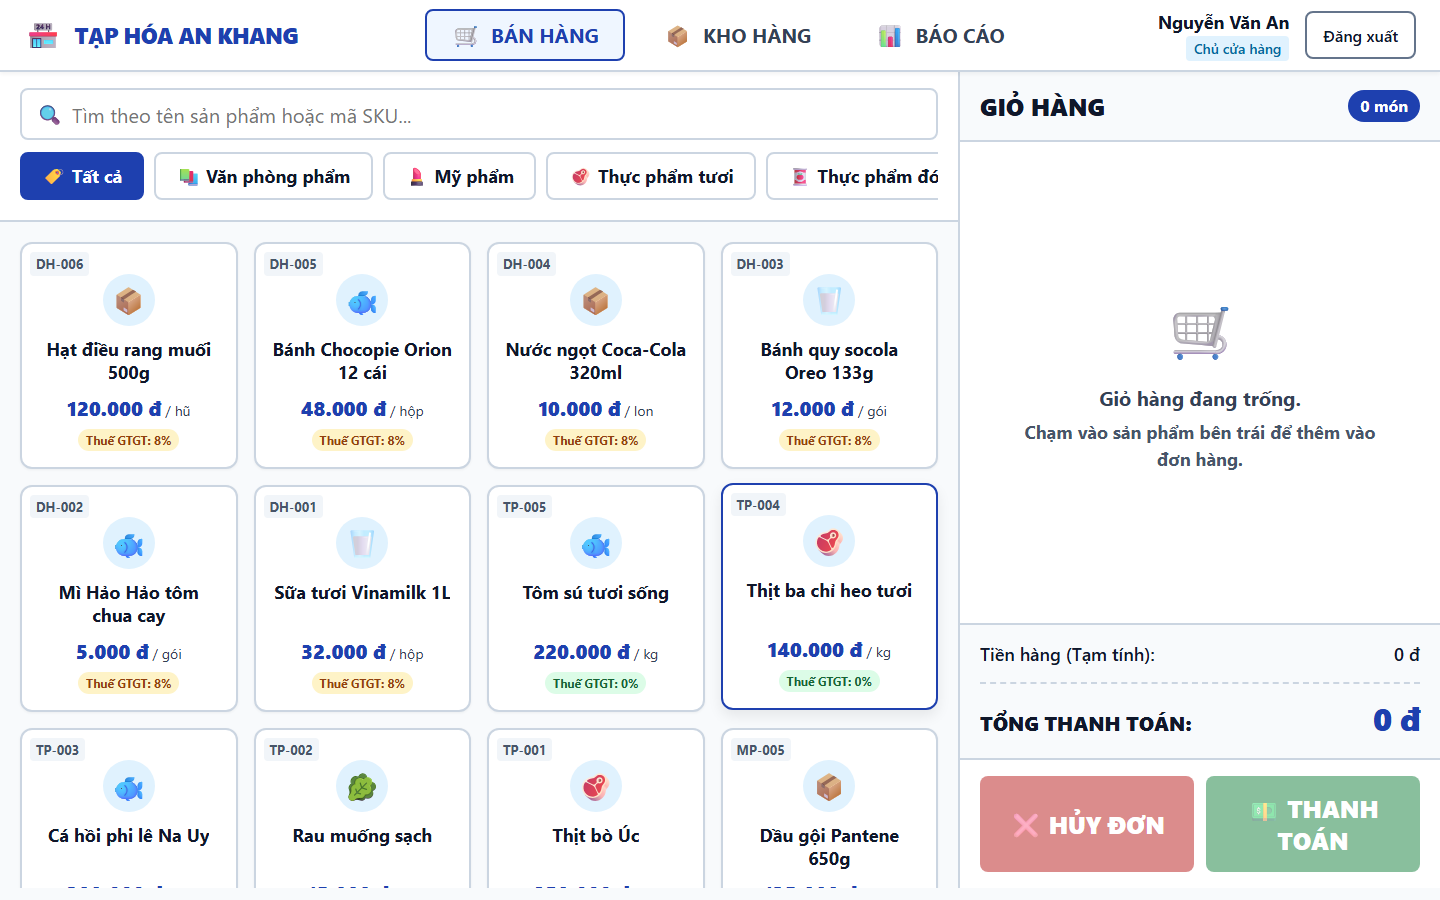 24 H
TẠP HÓA AN KHANG
BÁN HÀNG
KHO HÀNG
BÁO CÁO
Nguyễn Văn An
Chủ cửa hàng
Đăng xuất
Tìm theo tên sản phẩm hoặc mã SKU...
Tất cả
Văn phòng phẩm
Mỹ phẩm
Thực phẩm tươi
Thực phẩm đó
DH-006
Hạt điều rang muối
500g
120.000 đ / hũ
Thuế GTGT: 8%
DH-005
Bánh Chocopie Orion
12 cái
48.000 đ / hộp
Thuế GTGT: 8%
DH-004
Nước ngọt Coca-Cola
320ml
10.000 đ / lon
Thuế GTGT: 8%
DH-003
Bánh quy socola
Oreo 133g
12.000 đ / gói
Thuế GTGT: 8%
DH-002
Mì Hảo Hảo tôm
chua cay
5.000 đ / gói
Thuế GTGT: 8%
DH-001
Sữa tươi Vinamilk 1L
32.000 đ / hộp
Thuế GTGT: 8%
TP-005
Tôm sú tươi sống
220.000 đ / kg
Thuế GTGT: 0%
TP-004
Thịt ba chỉ heo tươi
140.000 đ / kg
Thuế GTGT: 0%
TP-003
Cá hồi phi lê Na Uy
TP-002
Rau muống sạch
TP-001
Thịt bò Úc
MP-005
Dầu gội Pantene
650g
GIỎ HÀNG
0 món
Giỏ hàng đang trống.
Chạm vào sản phẩm bên trái để thêm vào
đơn hàng.
Tiền hàng (Tạm tính):
0 đ
TỔNG THANH TOÁN:
0 đ
HỦY ĐƠN
THANH
TOÁN